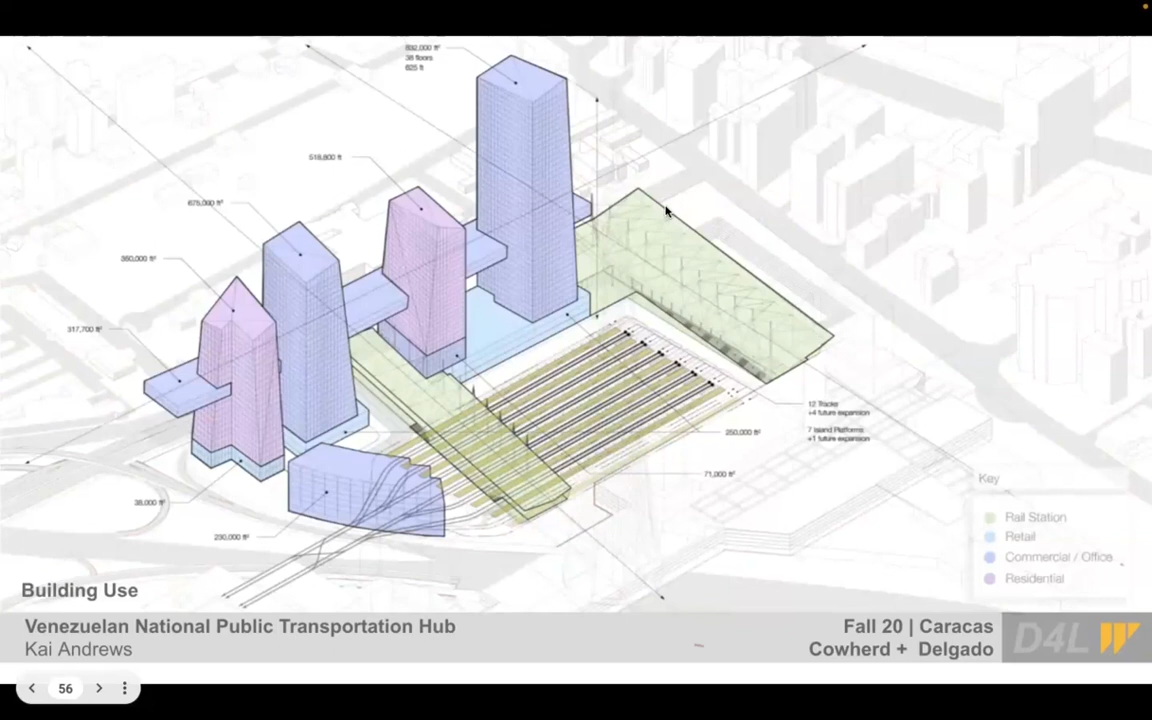 892,000 ft²
38 floors
625 ft
518,800 ft
675,000 ft²
350,000 ft²
317,700 ft²
12 Tracks
+4 future expansion
7 Island Platforms
+1 future expansion
250,000 ft²
71,000 ft²
38,000 ft²
230,000 ft²
Key
Rail Station
Retail
Commercial / Office
Residential
Building Use
Venezuelan National Public Transportation Hub
Kai Andrews
Fall 20 | Caracas
Cowherd + Delgado
D4L
56